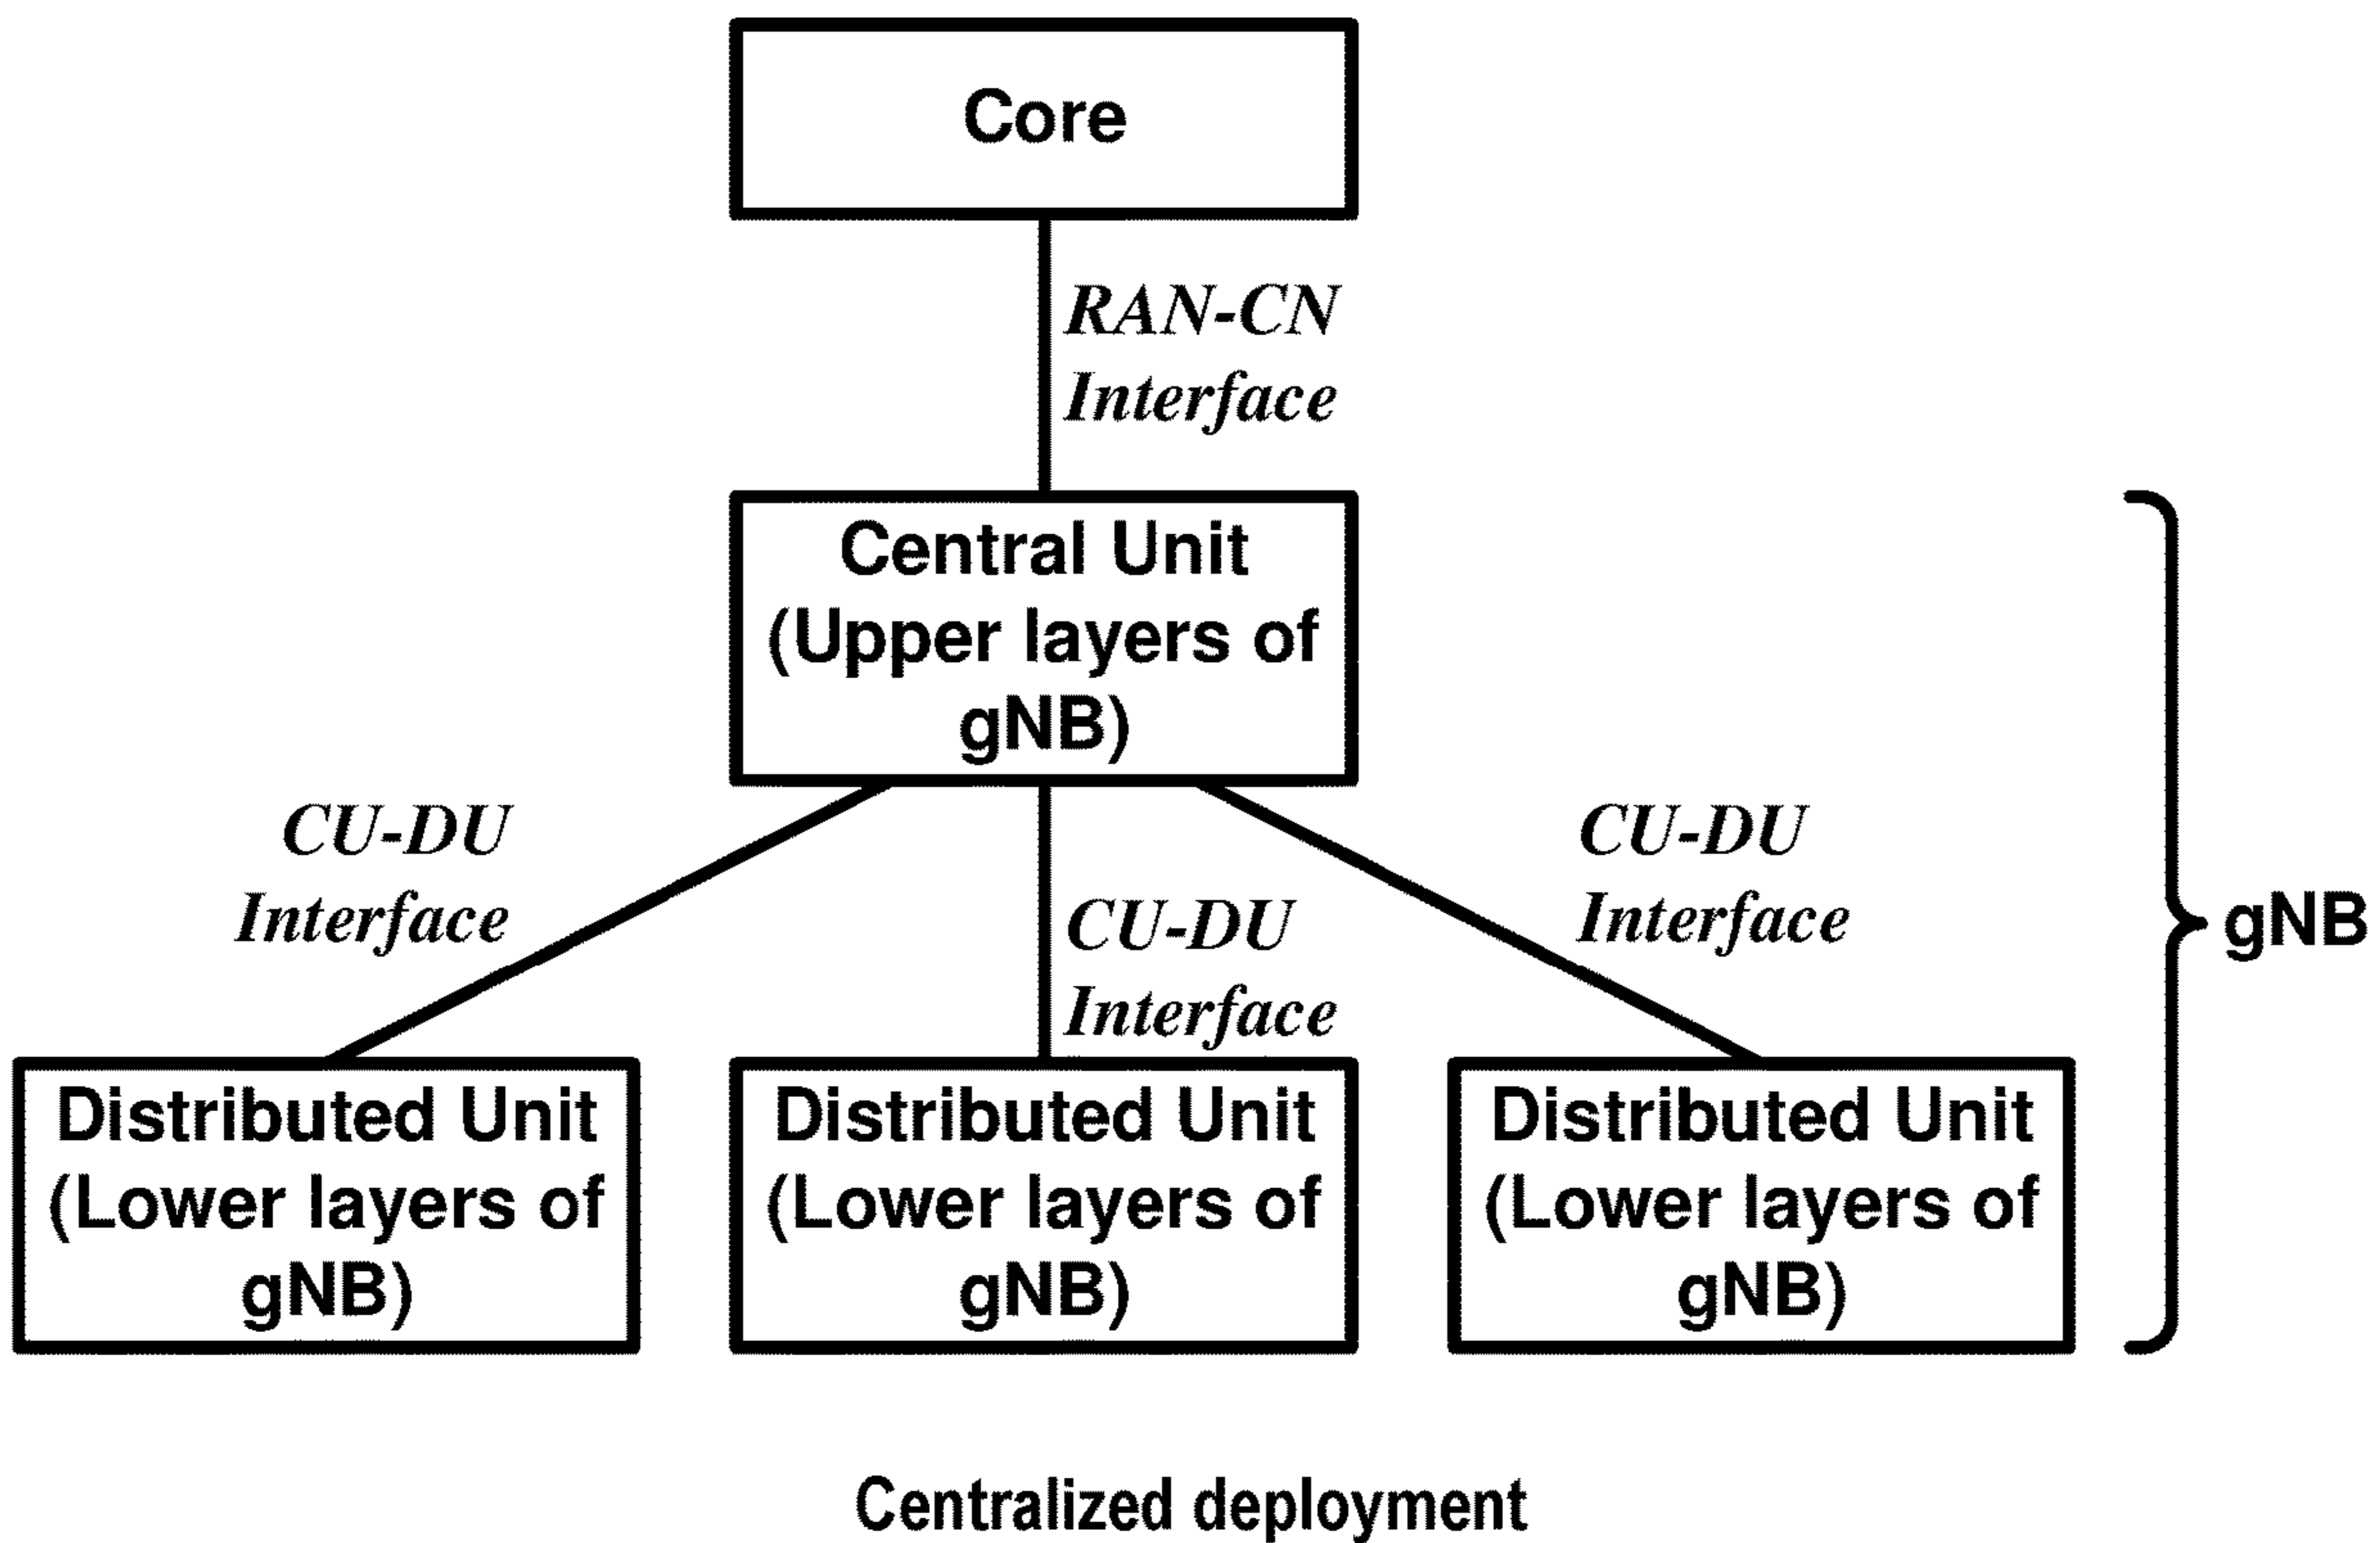 Core
RAN-CN
Interface
Central Unit
(Upper layers of
gNB)
CU-DU
Interface
CU-DU
Interface
CU-DU
Interface
gNB
Distributed Unit
(Lower layers of
gNB)
Distributed Unit
(Lower layers of
gNB)
Distributed Unit
(Lower layers of
gNB)
Centralized deployment